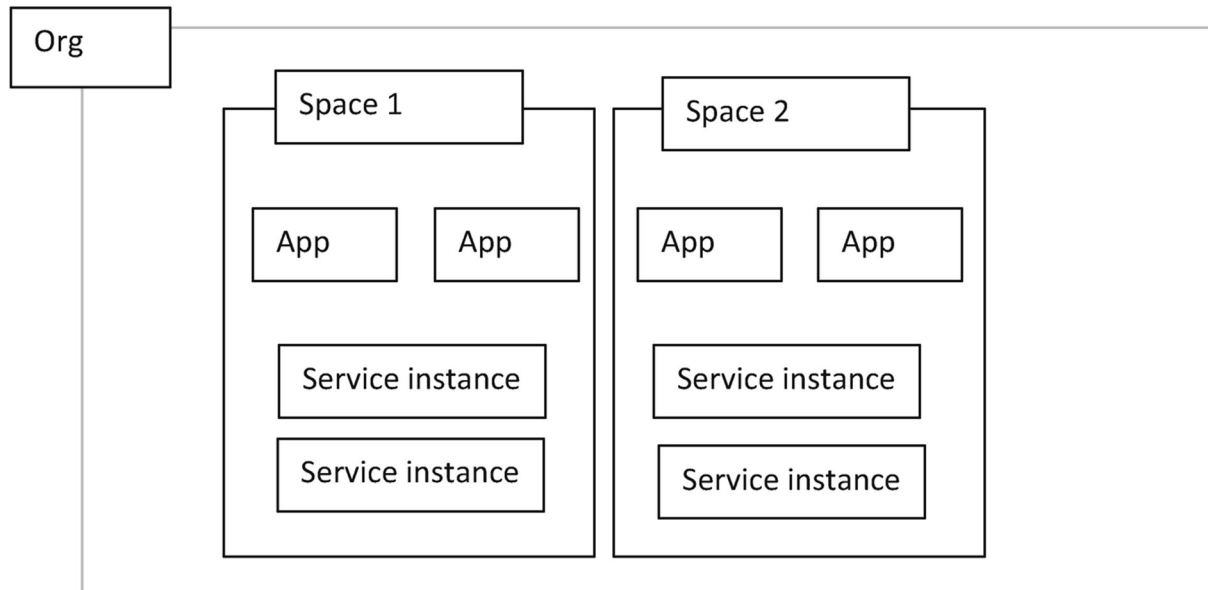 Org
Space 1
Space 2
App
App
App
App
Service instance
Service instance
Service instance
Service instance